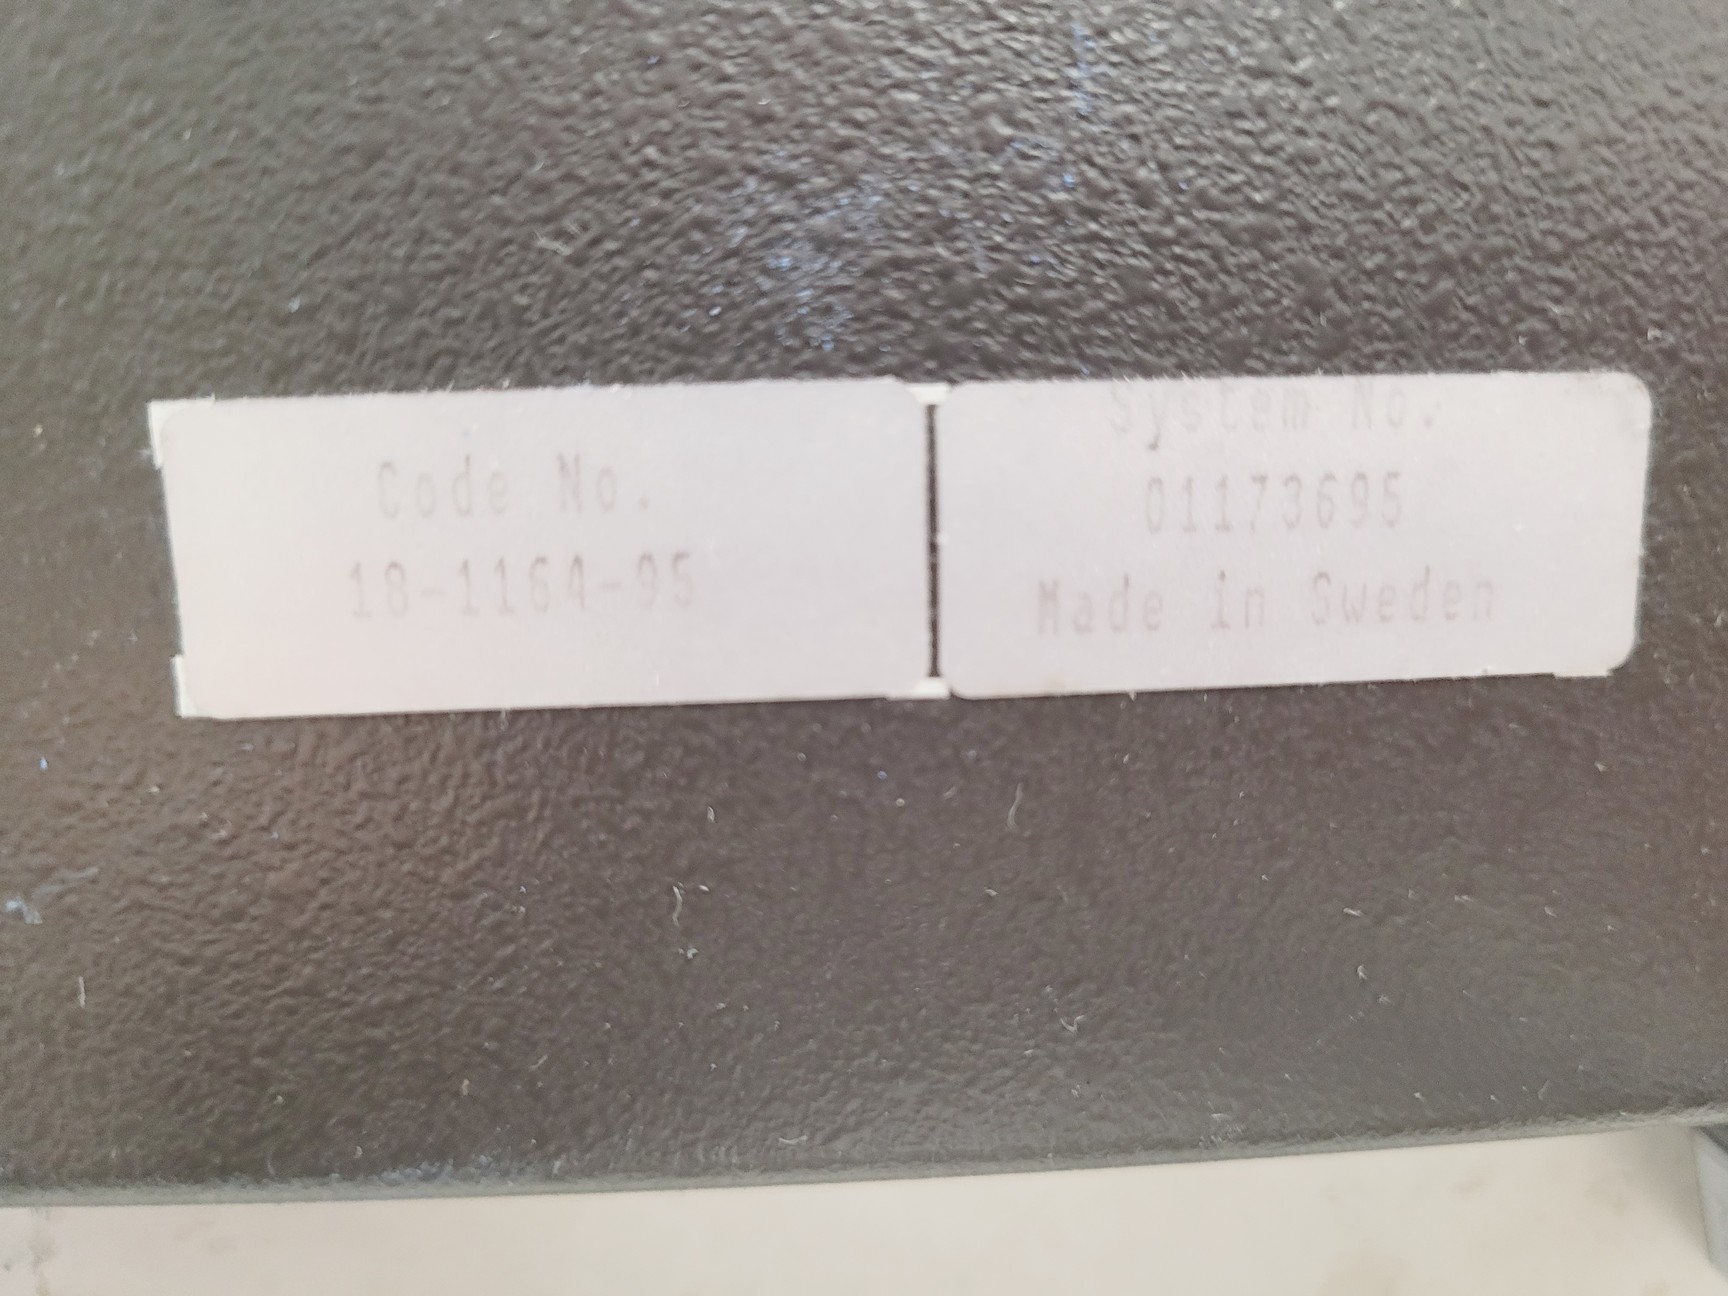 Code No.
18-1164-95
System No.
01173695
Made in Sweden